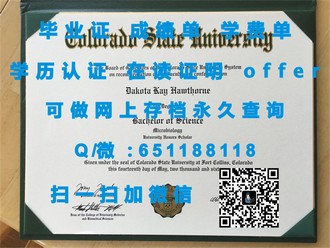 毕业证 成绩单 学费单
Colorado State University
学历认证 在读证明 offer
Dakota Kay Hawthorne
可做网上存档永久查询
Bachelor of Science
Microbiology
University Honors Scholar
Q/微:651188118
Given under the seal of Colorado State University at Fort Collins, Colorado
this fourteenth day of May, two thousand
扫一扫加微信